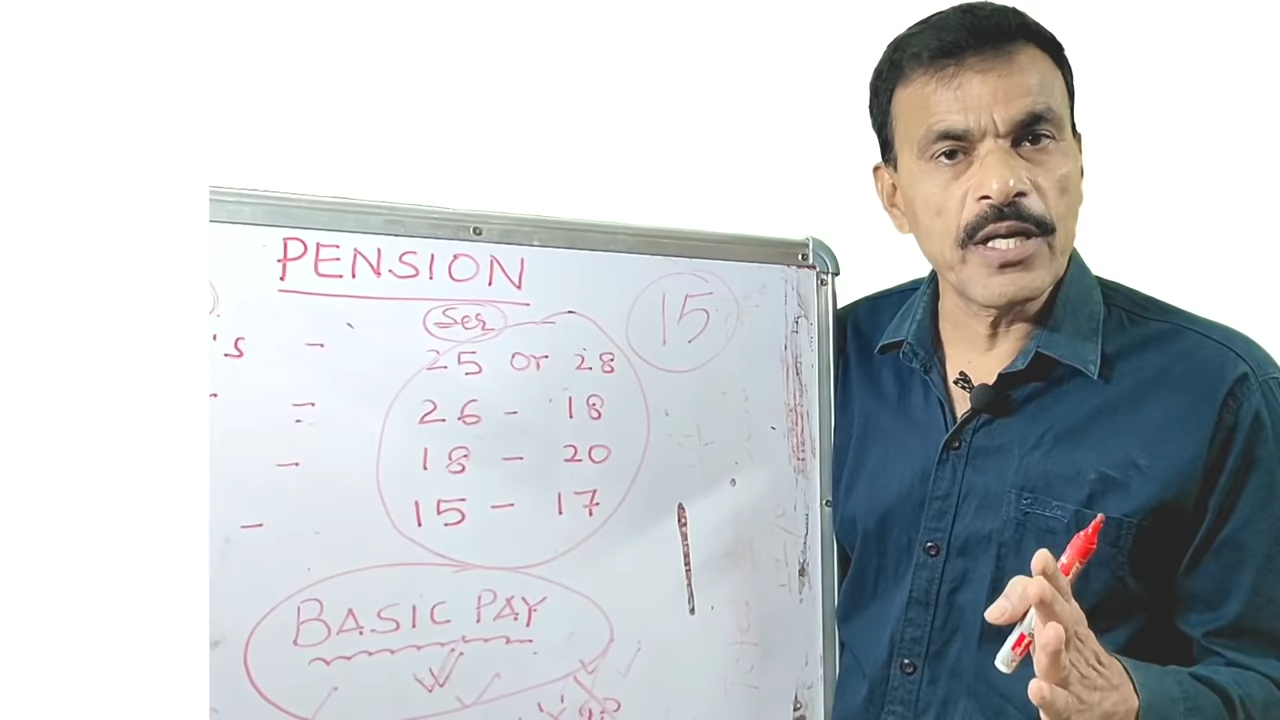 PENSION
Ser 15
's - 25 or 28
= 26 - 18
- 18 - 20
- 15 - 17
BASIC PAY